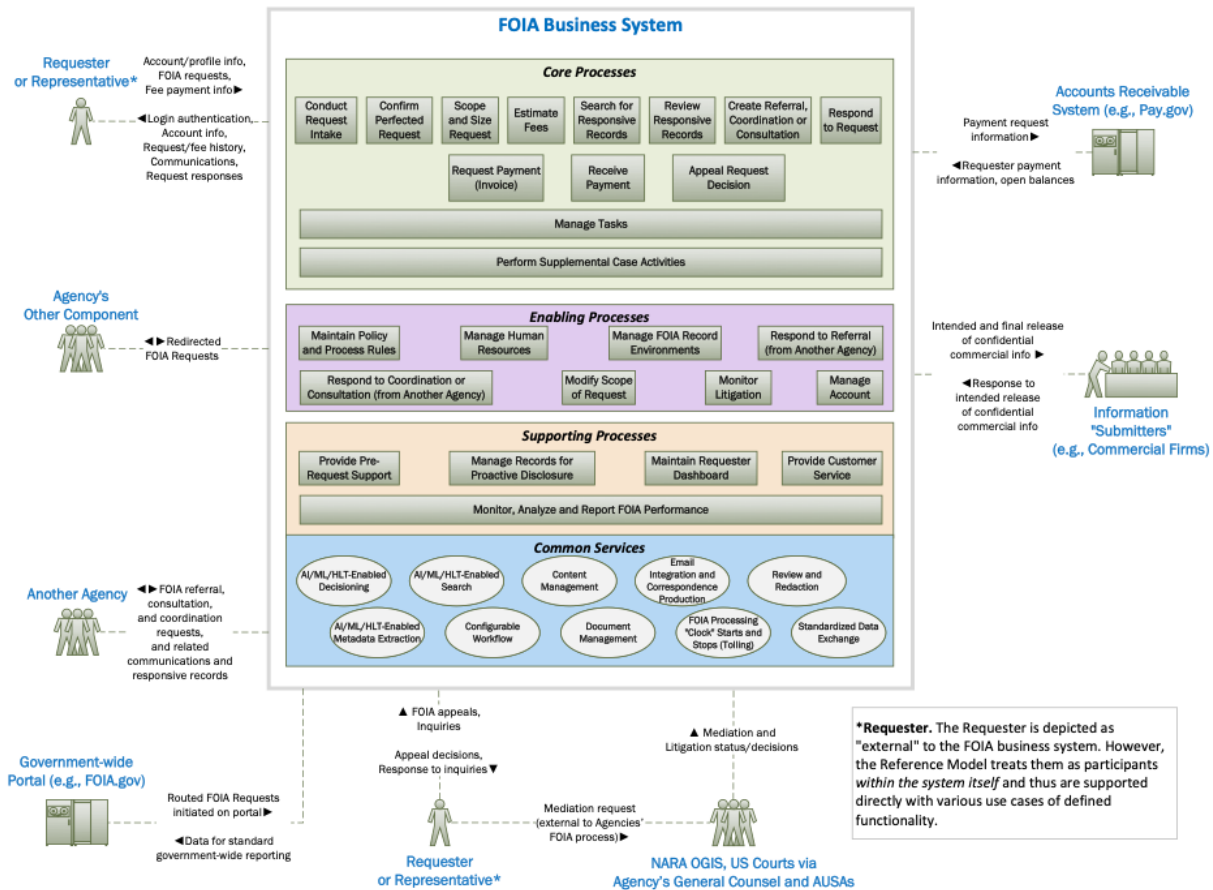 FOIA Business System
Requester
or Representative*
Account/profile info,
FOIA requests,
Fee payment info►
◄Login authentication,
Account info,
Request/fee history,
Communications,
Request responses
Core Processes
Conduct
Request
Intake
Confirm
Perfected
Request
Scope
and Size
Request
Estimate
Fees
Search for
Responsive
Records
Review
Responsive
Records
Create Referral,
Coordination or
Consultation
Respond
to Request
Request Payment
(Invoice)
Receive
Payment
Appeal Request
Decision
Manage Tasks
Perform Supplemental Case Activities
Accounts Receivable
System (e.g., Pay.gov)
Payment request
information ►
◄Requester payment
information, open balances
Agency's
Other Component
◄ ►Redirected
FOIA Requests
Enabling Processes
Maintain Policy
and Process Rules
Manage Human
Resources
Manage FOIA Record
Environments
Respond to Referral
(from Another Agency)
Respond to Coordination or
Consultation (from Another Agency)
Modify Scope
of Request
Monitor
Litigation
Manage
Account
Intended and final release
of confidential
commercial info ►
◄Response to
intended release
of confidential
commercial info
Information
"Submitters"
(e.g., Commercial Firms)
Supporting Processes
Provide Pre-
Request Support
Manage Records for
Proactive Disclosure
Maintain Requester
Dashboard
Provide Customer
Service
Monitor, Analyze and Report FOIA Performance
Common Services
AI/ML/HLT-Enabled
Decisioning
AI/ML/HLT-Enabled
Search
Content
Management
Email
Integration and
Correspondence
Production
Review and
Redaction
AI/ML/HLT-Enabled
Metadata Extraction
Configurable
Workflow
Document
Management
FOIA Processing
"Clock" Starts and
Stops (Tolling)
Standardized Data
Exchange
Another Agency
◄ ►FOIA referral,
consultation,
and coordination
requests,
and related
communications and
responsive records
Government-wide
Portal (e.g., FOIA.gov)
Routed FOIA Requests
initiated on portal►
◄Data for standard
government-wide reporting
▲ FOIA appeals,
Inquiries
Appeal decisions,
Response to inquiries▼
Requester
or Representative*
Mediation request
(external to Agencies'
FOIA process)►
▲ Mediation and
Litigation status/decisions
NARA OGIS, US Courts via
Agency's General Counsel and AUSAs
*Requester. The Requester is depicted as
"external" to the FOIA business system. However,
the Reference Model treats them as participants
within the system itself and thus are supported
directly with various use cases of defined
functionality.